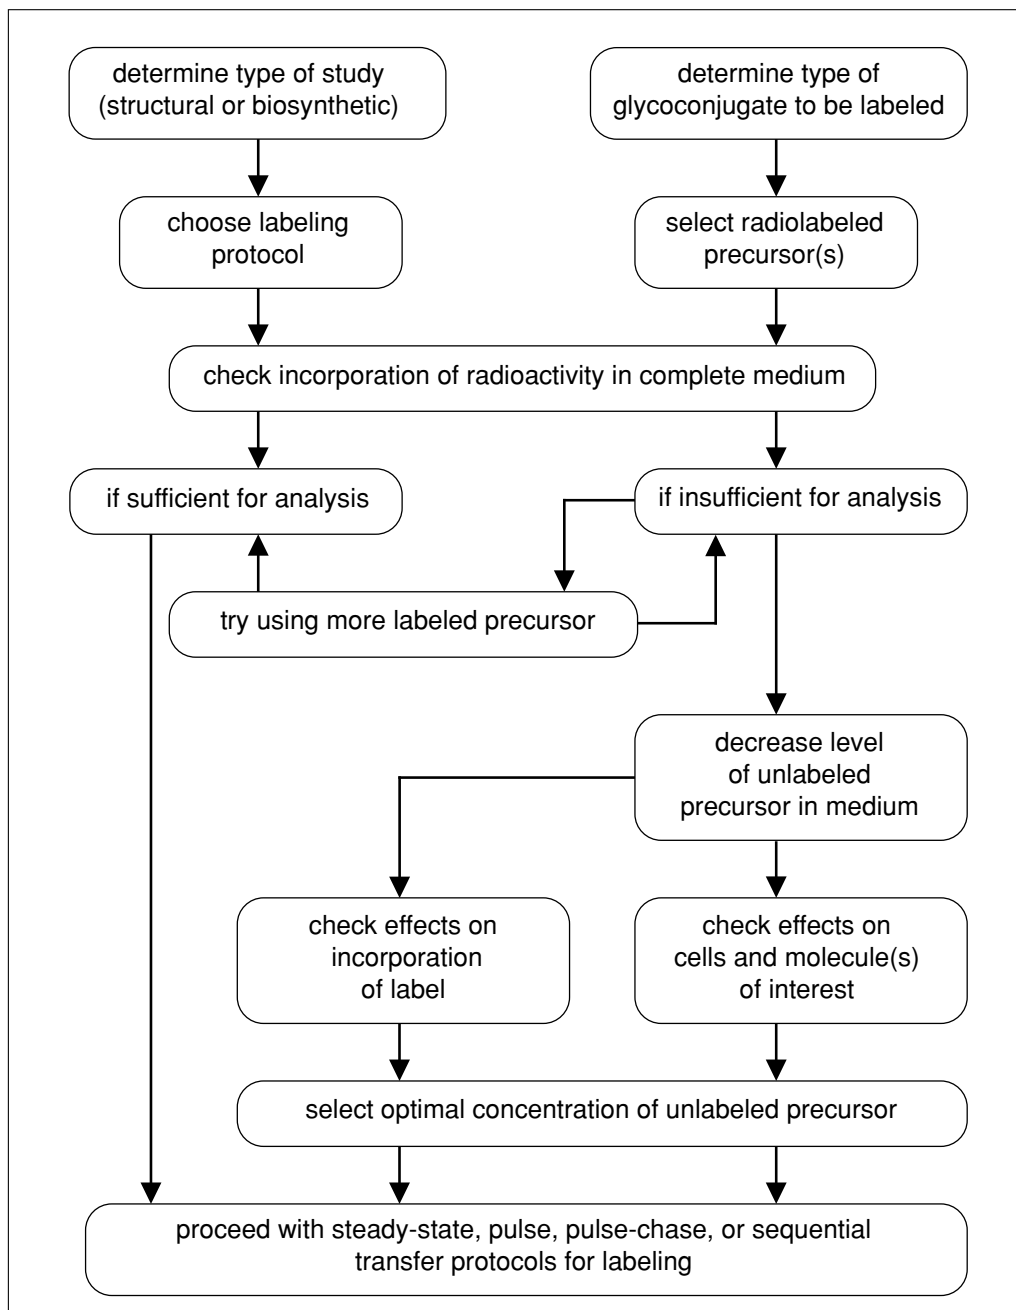 determine type of study
(structural or biosynthetic)
determine type of
glycoconjugate to be labeled
choose labeling
protocol
select radiolabeled
precursor(s)
check incorporation of radioactivity in complete medium
if sufficient for analysis
if insufficient for analysis
try using more labeled precursor
decrease level
of unlabeled
precursor in medium
check effects on
incorporation
of label
check effects on
cells and molecule(s)
of interest
select optimal concentration of unlabeled precursor
proceed with steady-state, pulse, pulse-chase, or sequential
transfer protocols for labeling